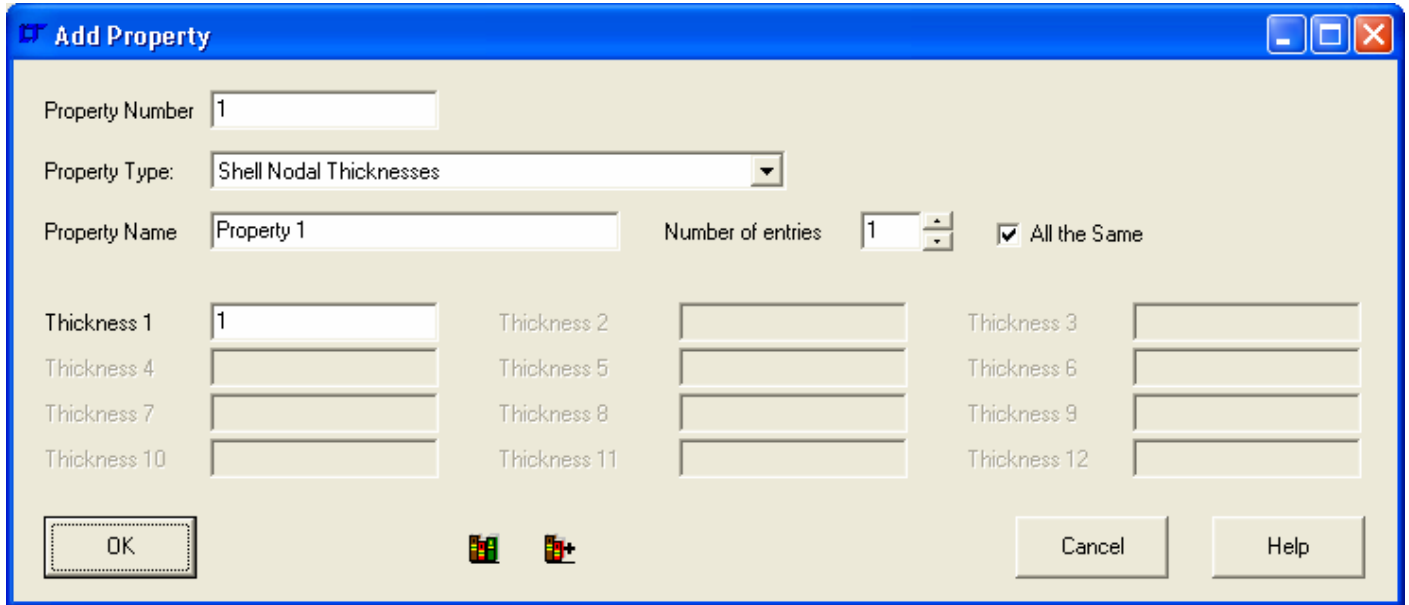 Add Property
Property Number 1
Property Type: Shell Nodal Thicknesses
Property Name Property 1 Number of entries 1 All the Same
Thickness 1 1 Thickness 2 Thickness 3
Thickness 4 Thickness 5 Thickness 6
Thickness 7 Thickness 8 Thickness 9
Thickness 10 Thickness 11 Thickness 12
OK Cancel Help